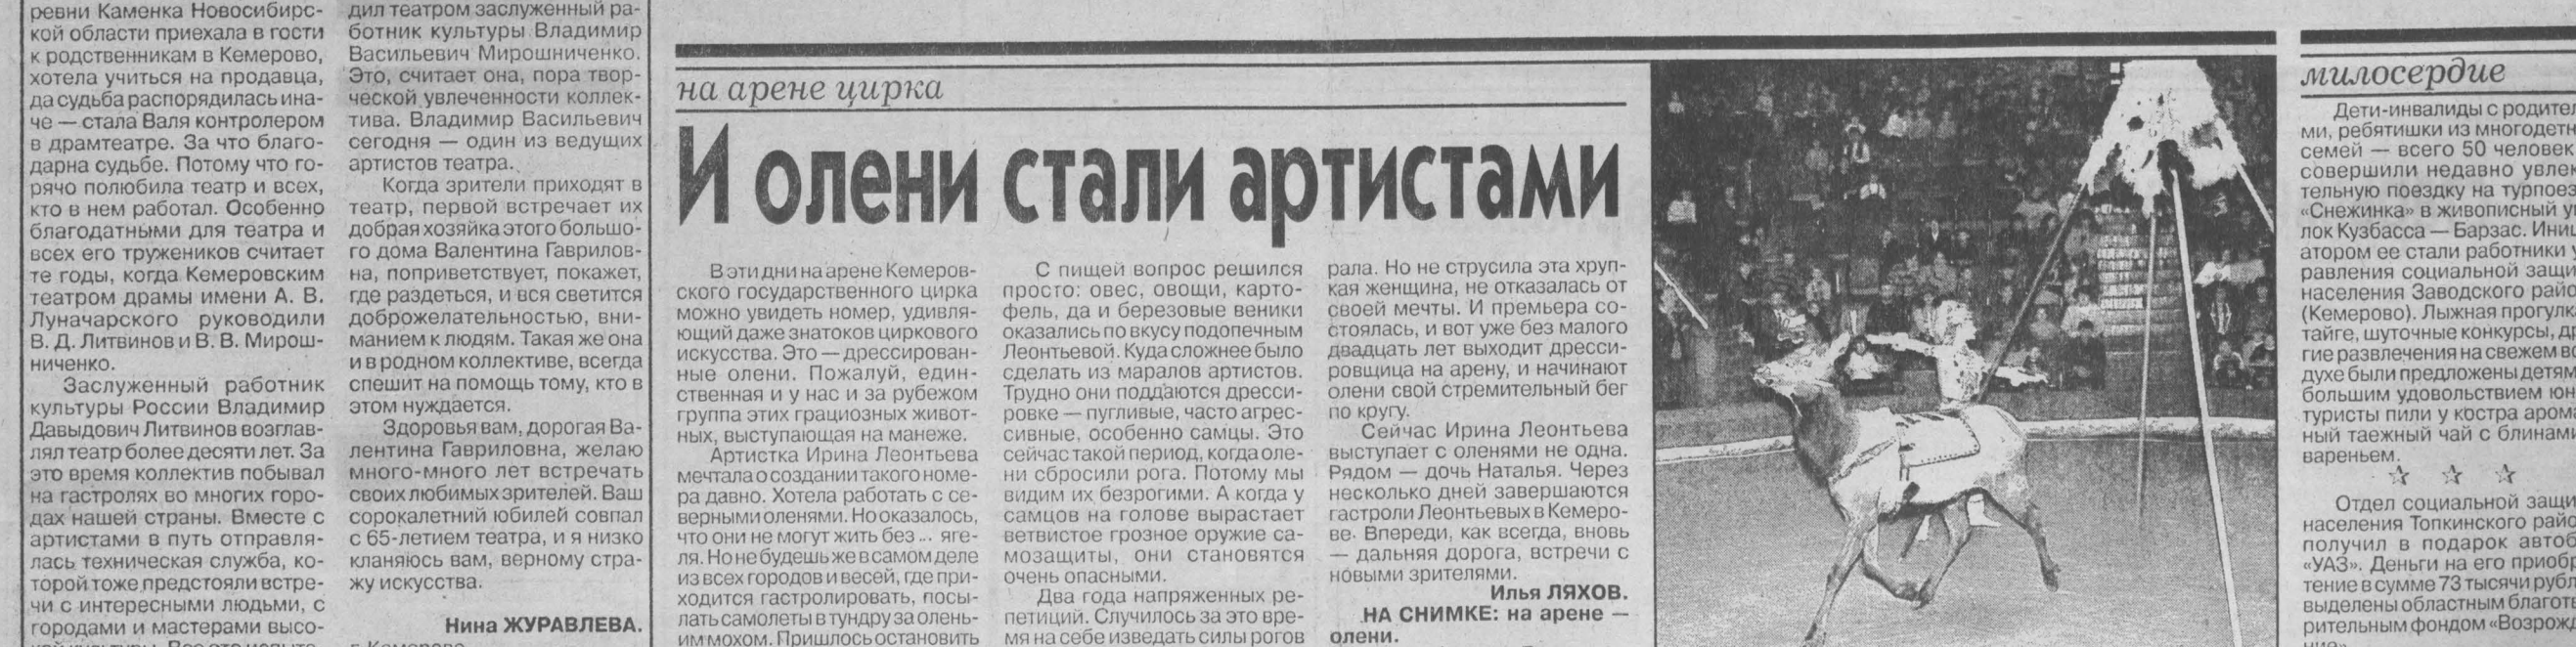 ревни Каменка Новосибирс-
кой области приехала в гости
к родственникам в Кемерово,
хотела учиться на продавца,
да судьба распорядилась ина-
че — стала Валя контролером
в драмтеатре. За что благо-
дарна судьбе. Потому что го-
рячо полюбила театр и всех,
кто в нем работал. Особенно
благодатными для театра и
всех его тружеников считает
те годы, когда Кемеровским
театром драмы имени А. В.
Луначарского руководили
В. Д. Литвинов и В. В. Мирош-
ниченко.
Заслуженный работник
культуры России Владимир
Давыдович Литвинов возглав-
лял театр более десяти лет. За
это время коллектив побывал
на гастролях во многих горо-
дах нашей страны. Вместе с
артистами в путь отправля-
лась техническая служба, ко-
торой тоже предстояли встре-
чи с интересными людьми, с
городами и мастерами высо-
дил театром заслуженный ра-
ботник культуры Владимир
Васильевич Мирошниченко.
Это, считает она, пора твор-
ческой увлеченности коллек-
тива. Владимир Васильевич
сегодня — один из ведущих
артистов театра.
Когда зрители приходят в
театр, первой встречает их
добрая хозяйка этого большо-
го дома Валентина Гаврилов-
на, поприветствует, покажет,
где раздеться, и вся светится
доброжелательностью, вни-
манием к людям. Такая же она
и в родном коллективе, всегда
спешит на помощь тому, кто в
этом нуждается.
Здоровья вам, дорогая Ва-
лентина Гавриловна, желаю
много-много лет встречать
своих любимых зрителей. Ваш
сорокалетний юбилей совпал
с 65-летием театра, и я низко
кланяюсь вам, верному стра-
жу искусства.
Нина ЖУРАВЛЕВА.
на арене цирка
И олени стали артистами
В эти дни на арене Кемеров-
ского государственного цирка
можно увидеть номер, удивля-
ющий даже знатоков циркового
искусства. Это — дрессирован-
ные олени. Пожалуй, един-
ственная и у нас и за рубежом
группа этих грациозных живот-
ных, выступающая на манеже.
Артистка Ирина Леонтьева
мечтала о создании такого номе-
ра давно. Хотела работать с се-
верными оленями. Но оказалось,
что они не могут жить без ... яге-
ля. Но не будешь же в самом деле
из всех городов и весей, где при-
ходится гастролировать, посы-
лать самолеты в тундру за олень-
им мохом. Пришлось остановить
С пищей вопрос решился
просто: овес, овощи, карто-
фель, да и березовые веники
оказались по вкусу подопечным
Леонтьевой. Куда сложнее было
сделать из маралов артистов.
Трудно они поддаются дресси-
ровке — пугливые, часто агрес-
сивные, особенно самцы. Это
сейчас такой период, когда оле-
ни сбросили рога. Потому мы
видим их безрогими. А когда у
самцов на голове вырастает
ветвистое грозное оружие са-
мозащиты, они становятся
очень опасными.
Два года напряженных ре-
петиций. Случилось за это вре-
мя на себе изведать силы рогов
рала. Но не струсила эта хруп-
кая женщина, не отказалась от
своей мечты. И премьера со-
стоялась, и вот уже без малого
двадцать лет выходит дресси-
ровщица на арену, и начинают
олени свой стремительный бег
по кругу.
Сейчас Ирина Леонтьева
выступает с оленями не одна.
Рядом — дочь Наталья. Через
несколько дней завершаются
гастроли Леонтьевых в Кемеро-
ве. Впереди, как всегда, вновь
— дальняя дорога, встречи с
новыми зрителями.
Илья ЛЯХОВ.
НА СНИМКЕ: на арене —
олени.
милосердие
Дети-инвалиды с родител
ми, ребятишки из многодетн
семей — всего 50 человек
совершили недавно увлек
тельную поездку на турпоез
«Снежинка» в живописный у
лок Кузбасса — Барзас. Иниц
атором ее стали работники у
равления социальной защи
населения Заводского райо
(Кемерово). Лыжная прогулк
тайге, шуточные конкурсы, др
гие развлечения на свежем во
духе были предложены детям
большим удовольствием юн
туристы пили у костра аром
ный таежный чай с блинами
вареньем.
Отдел социальной защи
населения Топкинского райо
получил в подарок автоб
«УАЗ». Деньги на его приобр
тение в сумме 73 тысячи рубл
выделены областным благотв
рительным фондом «Возрожд